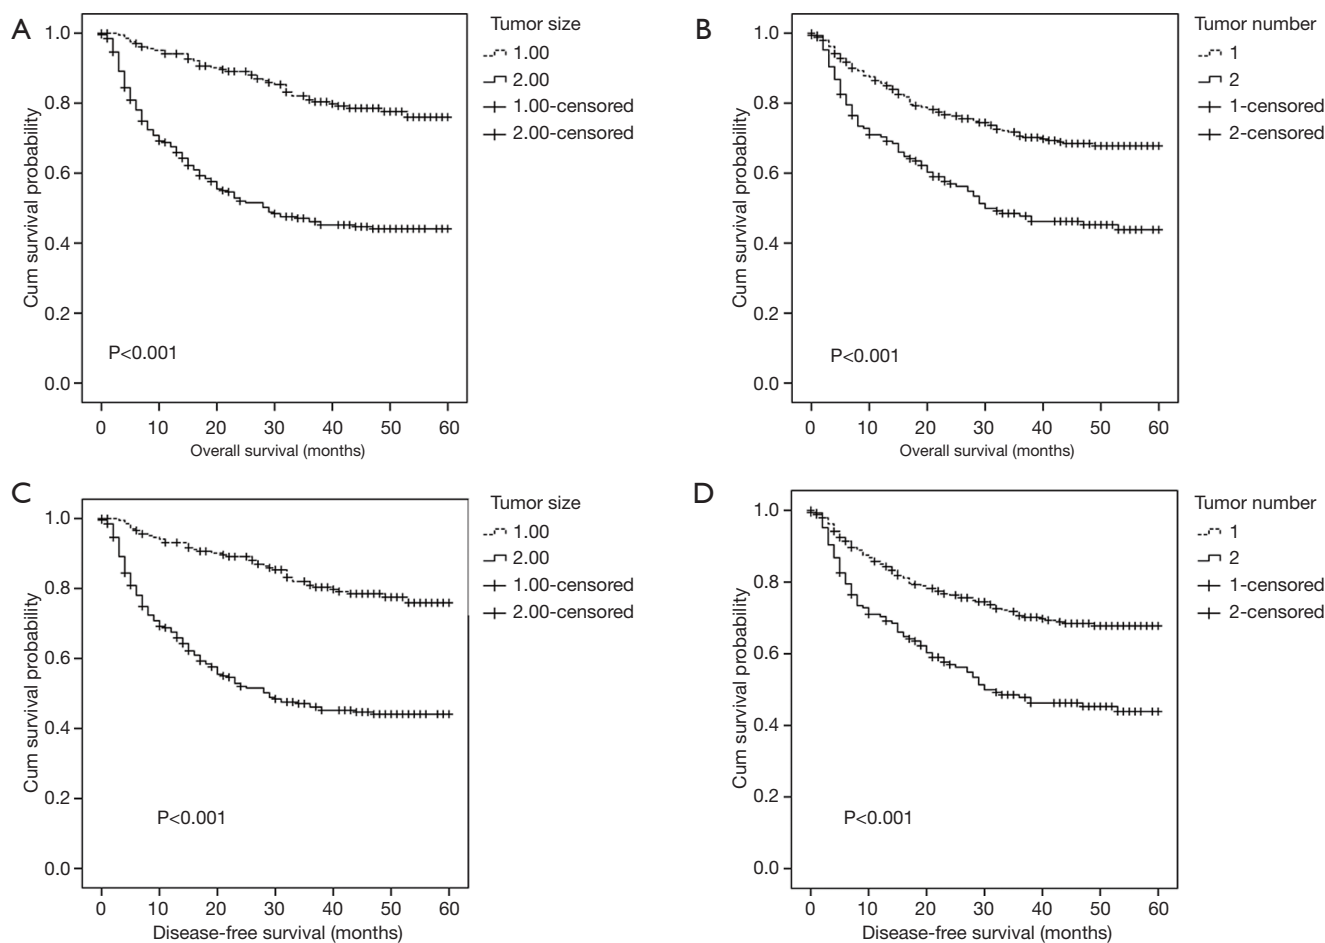 A
Cum survival probability
1.0
0.8
0.6
0.4
0.2
0.0
P<0.001
0 10 20 30 40 50 60
Overall survival (months)
Tumor size
1.00
2.00
1.00-censored
2.00-censored
B
Cum survival probability
1.0
0.8
0.6
0.4
0.2
0.0
P<0.001
0 10 20 30 40 50 60
Overall survival (months)
Tumor number
1
2
1-censored
2-censored
C
Cum survival probability
1.0
0.8
0.6
0.4
0.2
0.0
P<0.001
0 10 20 30 40 50 60
Disease-free survival (months)
Tumor size
1.00
2.00
1.00-censored
2.00-censored
D
Cum survival probability
1.0
0.8
0.6
0.4
0.2
0.0
P<0.001
0 10 20 30 40 50 60
Disease-free survival (months)
Tumor number
1
2
1-censored
2-censored